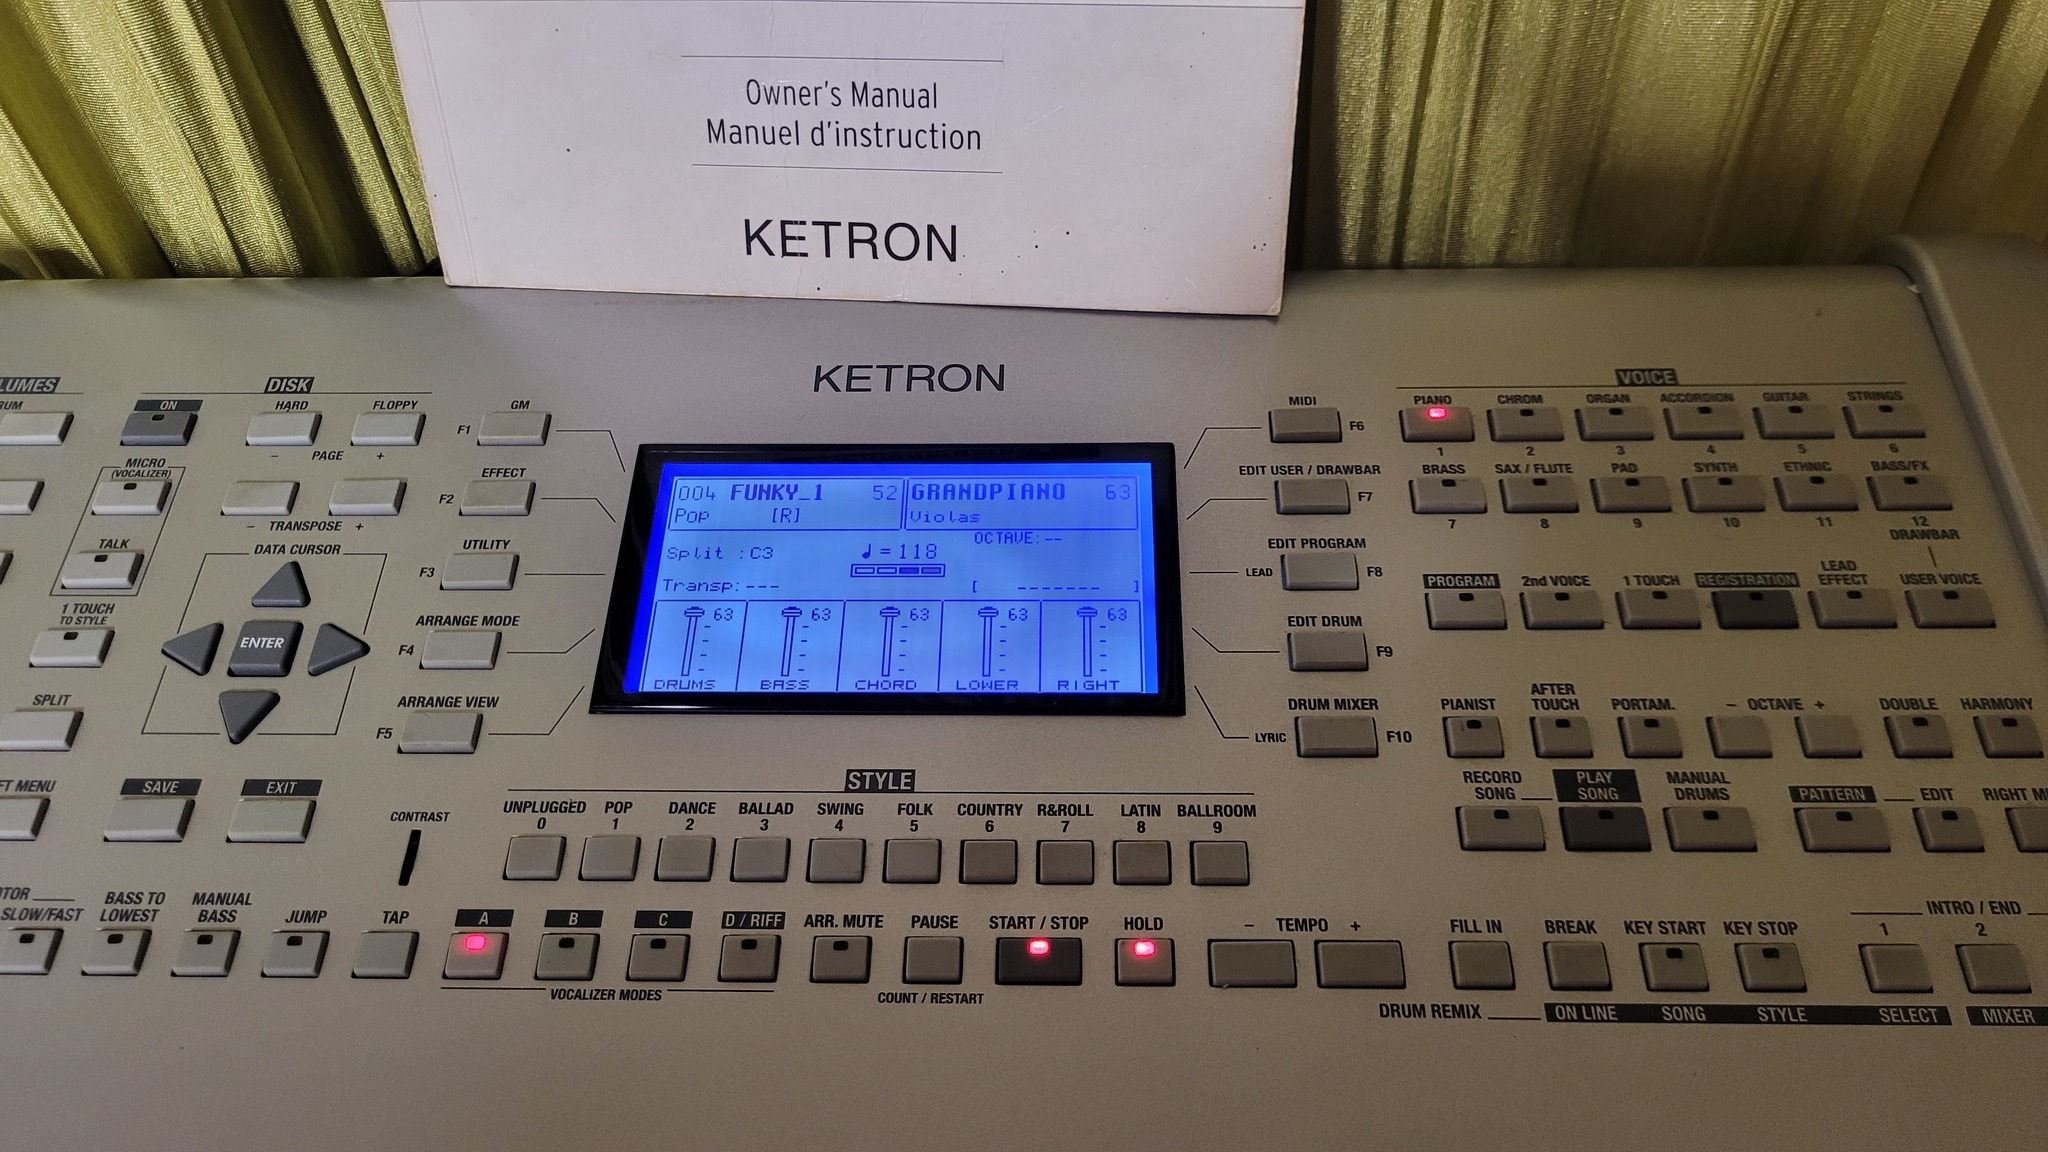 Owner's Manual
Manuel d'instruction
KETRON
KETRON
DISK
ON HARD FLOPPY
- PAGE +
MICRO
(VOCALIZER)
- TRANSPOSE +
TALK
DATA CURSOR
1 TOUCH
TO STYLE
ENTER
SPLIT
SAVE EXIT
CONTRAST
GM
F1
EFFECT
F2
UTILITY
F3
ARRANGE MODE
F4
ARRANGE VIEW
F5
004 FUNKY_1 52 GRANDPIANO 63
Pop [R] Violas
OCTAVE:--
Split :C3 ♩=118
Transp:--- [ ------- ]
63 63 63 63 63
DRUMS BASS CHORD LOWER RIGHT
MIDI
F6
EDIT USER / DRAWBAR
F7
EDIT PROGRAM
LEAD F8
EDIT DRUM
F9
DRUM MIXER
LYRIC F10
VOICE
PIANO CHROM ORGAN ACCORDION GUITAR STRINGS
1 2 3 4 5 6
BRASS SAX / FLUTE PAD SYNTH ETHNIC BASS/FX
7 8 9 10 11 12
DRAWBAR
PROGRAM 2nd VOICE 1 TOUCH REGISTRATION LEAD EFFECT USER VOICE
PIANIST AFTER TOUCH PORTAM. - OCTAVE + DOUBLE HARMONY
RECORD SONG PLAY SONG MANUAL DRUMS PATTERN EDIT RIGHT
STYLE
UNPLUGGED POP DANCE BALLAD SWING FOLK COUNTRY R&ROLL LATIN BALLROOM
0 1 2 3 4 5 6 7 8 9
SLOW/FAST BASS TO LOWEST MANUAL BASS JUMP TAP
A B C D / RIFF ARR. MUTE PAUSE START / STOP HOLD - TEMPO + FILL IN BREAK KEY START KEY STOP
INTRO / END
1 2
VOCALIZER MODES COUNT / RESTART
DRUM REMIX ON LINE SONG STYLE SELECT MIXER